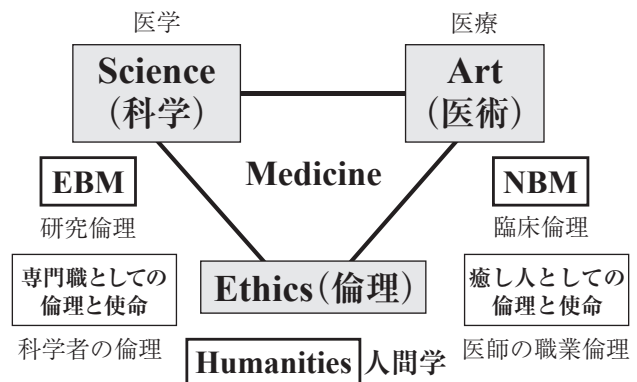 医学
医療
Science
(科学)
Art
(医術)
Medicine
EBM
NBM
研究倫理
臨床倫理
専門職としての
倫理と使命
Ethics(倫理)
癒し人としての
倫理と使命
科学者の倫理
医師の職業倫理
Humanities 人間学